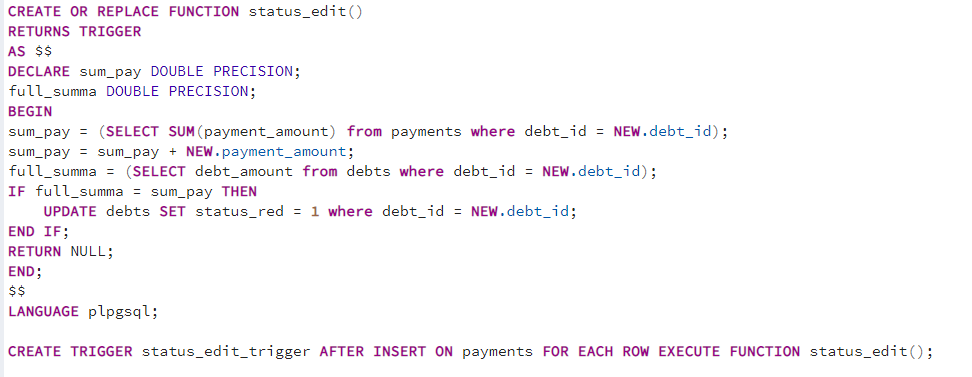 CREATE OR REPLACE FUNCTION status_edit()
RETURNS TRIGGER
AS $$
DECLARE sum_pay DOUBLE PRECISION;
full_summa DOUBLE PRECISION;
BEGIN
sum_pay = (SELECT SUM(payment_amount) from payments where debt_id = NEW.debt_id);
sum_pay = sum_pay + NEW.payment_amount;
full_summa = (SELECT debt_amount from debts where debt_id = NEW.debt_id);
IF full_summa = sum_pay THEN
    UPDATE debts SET status_red = 1 where debt_id = NEW.debt_id;
END IF;
RETURN NULL;
END;
$$
LANGUAGE plpgsql;

CREATE TRIGGER status_edit_trigger AFTER INSERT ON payments FOR EACH ROW EXECUTE FUNCTION status_edit();